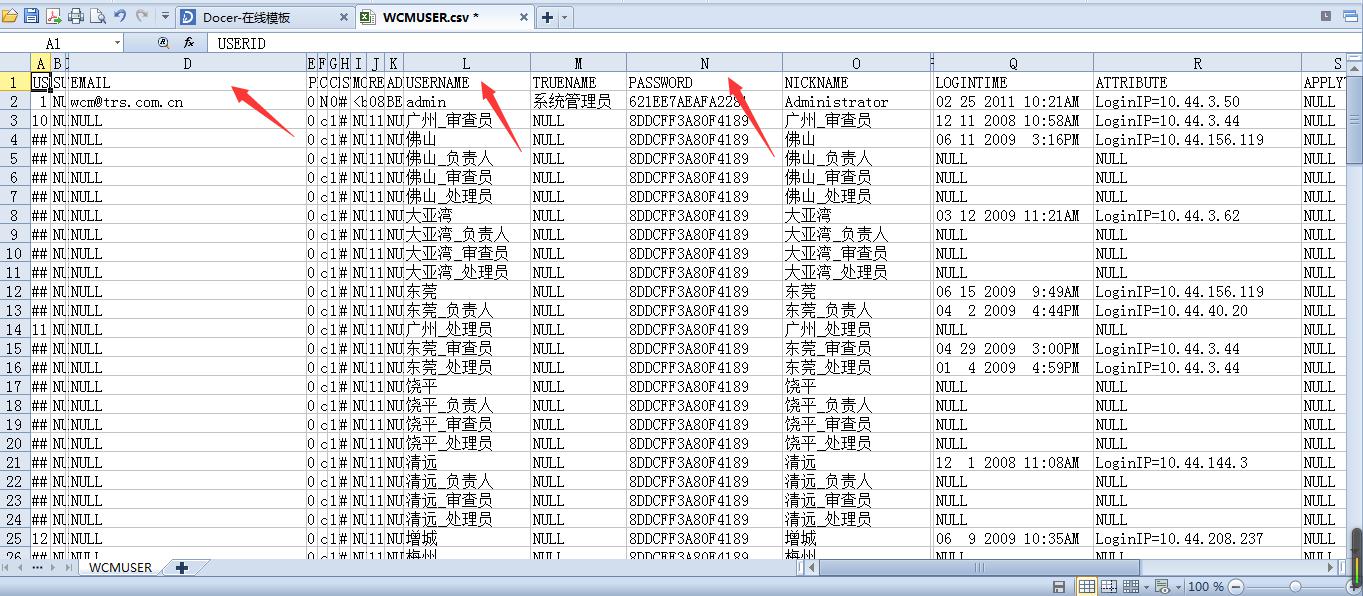 Docer-在线模板 WCMUSER.csv *
A1 fx USERID
A B D E F G H I J K L M N O Q R S
1 US SU EMAIL P C C S MO RE AD USERNAME TRUENAME PASSWORD NICKNAME LOGINTIME ATTRIBUTE APPLYT
2 1 NU wcm@trs.com.cn 0 N 0 # <b 08 BE admin 系统管理员 Administrator 02 25 2011 10:21AM LoginIP=10.44.3.50 NULL
3 10 NU NULL 0 c 1 # NU 11 NU 广州_审查员 NULL 8DDCFF3A80F4189 广州_审查员 12 11 2008 10:58AM LoginIP=10.44.3.44 NULL
4 ## NU NULL 0 c 1 # NU 11 NU 佛山 NULL 8DDCFF3A80F4189 佛山 06 11 2009 3:16PM LoginIP=10.44.156.119 NULL
5 ## NU NULL 0 c 1 # NU 11 NU 佛山_负责人 NULL 8DDCFF3A80F4189 佛山_负责人 NULL NULL NULL
6 ## NU NULL 0 c 1 # NU 11 NU 佛山_审查员 NULL 8DDCFF3A80F4189 佛山_审查员 NULL NULL NULL
7 ## NU NULL 0 c 1 # NU 11 NU 佛山_处理员 NULL 8DDCFF3A80F4189 佛山_处理员 NULL NULL NULL
8 ## NU NULL 0 c 1 # NU 11 NU 大亚湾 NULL 8DDCFF3A80F4189 大亚湾 03 12 2009 11:21AM LoginIP=10.44.3.62 NULL
9 ## NU NULL 0 c 1 # NU 11 NU 大亚湾_负责人 NULL 8DDCFF3A80F4189 大亚湾_负责人 NULL NULL NULL
10 ## NU NULL 0 c 1 # NU 11 NU 大亚湾_审查员 NULL 8DDCFF3A80F4189 大亚湾_审查员 NULL NULL NULL
11 ## NU NULL 0 c 1 # NU 11 NU 大亚湾_处理员 NULL 8DDCFF3A80F4189 大亚湾_处理员 NULL NULL NULL
12 ## NU NULL 0 c 1 # NU 11 NU 东莞 NULL 8DDCFF3A80F4189 东莞 06 15 2009 9:49AM LoginIP=10.44.156.119 NULL
13 ## NU NULL 0 c 1 # NU 11 NU 东莞_负责人 NULL 8DDCFF3A80F4189 东莞_负责人 04 2 2009 4:44PM LoginIP=10.44.40.20 NULL
14 11 NU NULL 0 c 1 # NU 11 NU 广州_处理员 NULL 8DDCFF3A80F4189 广州_处理员 NULL NULL NULL
15 ## NU NULL 0 c 1 # NU 11 NU 东莞_审查员 NULL 8DDCFF3A80F4189 东莞_审查员 04 29 2009 3:00PM LoginIP=10.44.3.44 NULL
16 ## NU NULL 0 c 1 # NU 11 NU 东莞_处理员 NULL 8DDCFF3A80F4189 东莞_处理员 01 4 2009 4:59PM LoginIP=10.44.3.44 NULL
17 ## NU NULL 0 c 1 # NU 11 NU 饶平 NULL 8DDCFF3A80F4189 饶平 NULL NULL NULL
18 ## NU NULL 0 c 1 # NU 11 NU 饶平_负责人 NULL 8DDCFF3A80F4189 饶平_负责人 NULL NULL NULL
19 ## NU NULL 0 c 1 # NU 11 NU 饶平_审查员 NULL 8DDCFF3A80F4189 饶平_审查员 NULL NULL NULL
20 ## NU NULL 0 c 1 # NU 11 NU 饶平_处理员 NULL 8DDCFF3A80F4189 饶平_处理员 NULL NULL NULL
21 ## NU NULL 0 c 1 # NU 11 NU 清远 NULL 8DDCFF3A80F4189 清远 12 1 2008 11:08AM LoginIP=10.44.144.3 NULL
22 ## NU NULL 0 c 1 # NU 11 NU 清远_负责人 NULL 8DDCFF3A80F4189 清远_负责人 NULL NULL NULL
23 ## NU NULL 0 c 1 # NU 11 NU 清远_审查员 NULL 8DDCFF3A80F4189 清远_审查员 NULL NULL NULL
24 ## NU NULL 0 c 1 # NU 11 NU 清远_处理员 NULL 8DDCFF3A80F4189 清远_处理员 NULL NULL NULL
25 12 NU NULL 0 c 1 # NU 11 NU 增城 NULL 8DDCFF3A80F4189 增城 06 9 2009 10:35AM LoginIP=10.44.208.237 NULL
26 ## NU NULL 0 c 1 # NU 11 NU 梅州 NULL 8DDCFF3A80F4189 梅州 NULL NULL NULL
WCMUSER
100 %